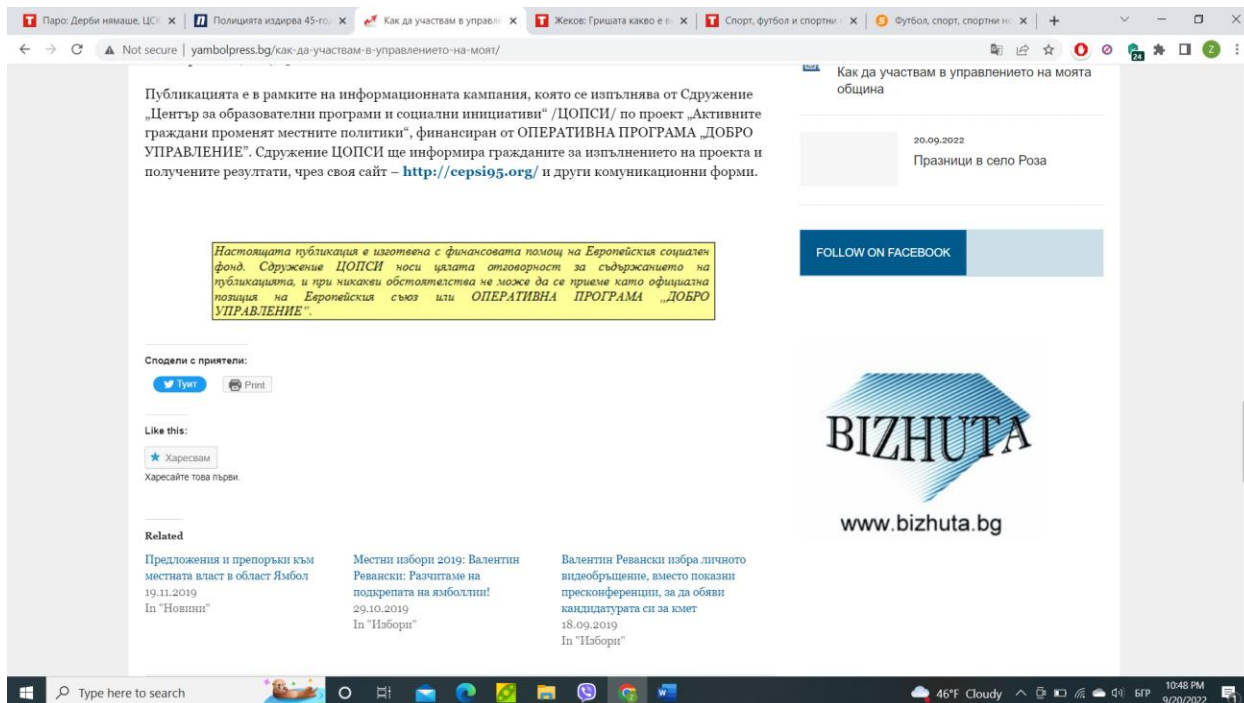 Паро: Дерби нямаше, ЦСК
Полицията издирва 45-го
Как да участвам в управле
Жеков: Гришата какво е в
Спорт, футбол и спортни
Футбол, спорт, спортни но
Not secure | yambolpress.bg/как-да-участвам-в-управлението-на-моят/
24
Z
Публикацията е в рамките на информационната кампания, която се изпълнява от Сдружение
„Център за образователни програми и социални инициативи“ /ЦОПСИ/ по проект „Активните
граждани променят местните политики“, финансиран от ОПЕРАТИВНА ПРОГРАМА „ДОБРО
УПРАВЛЕНИЕ”. Сдружение ЦОПСИ ще информира гражданите за изпълнението на проекта и
получените резултати, чрез своя сайт – http://cepsi95.org/ и други комуникационни форми.
Настоящата публикация е изготвена с финансовата помощ на Европейския социален
фонд. Сдружение ЦОПСИ носи цялата отговорност за съдържанието на
публикацията, и при никакви обстоятелства не може да се приеме като официална
позиция на Европейския съюз или ОПЕРАТИВНА ПРОГРАМА „ДОБРО
УПРАВЛЕНИЕ”.
Сподели с приятели:
Туит
Print
Like this:
Харесвам
Харесайте това първи.
Related
Предложения и препоръки към
местната власт в област Ямбол
19.11.2019
In "Новини"
Местни избори 2019: Валентин
Ревански: Разчитаме на
подкрепата на ямболлии!
29.10.2019
In "Избори"
Валентин Ревански избра личното
видеобръщение, вместо показни
пресконференции, за да обяви
кандидатурата си за кмет
18.09.2019
In "Избори"
Как да участвам в управлението на моята
община
20.09.2022
Празници в село Роза
FOLLOW ON FACEBOOK
BIZHUTA
www.bizhuta.bg
Type here to search
46°F Cloudy
БГР
10:48 PM
9/20/2022